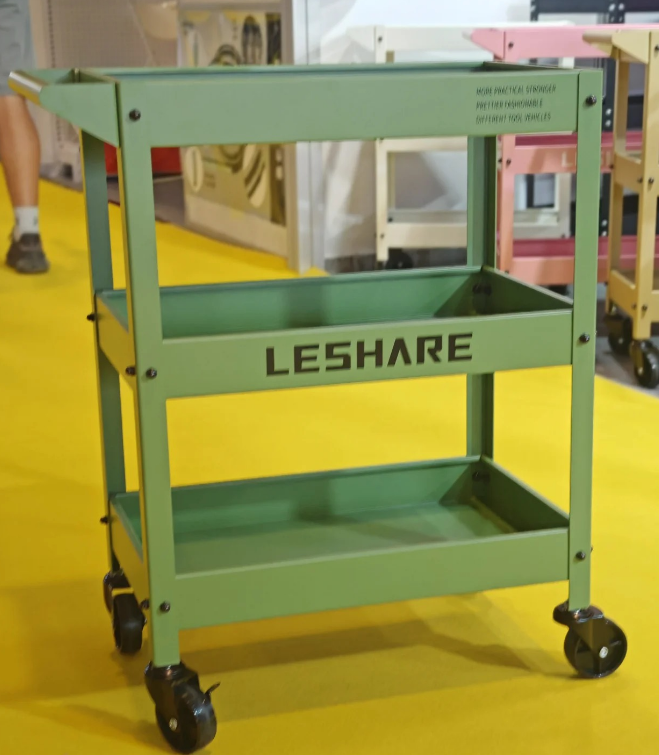 MORE PRACTICAL STRONGER
PRETTIER FASHIONABLE
DIFFERENT TOOL VEHICLES
LESHARE